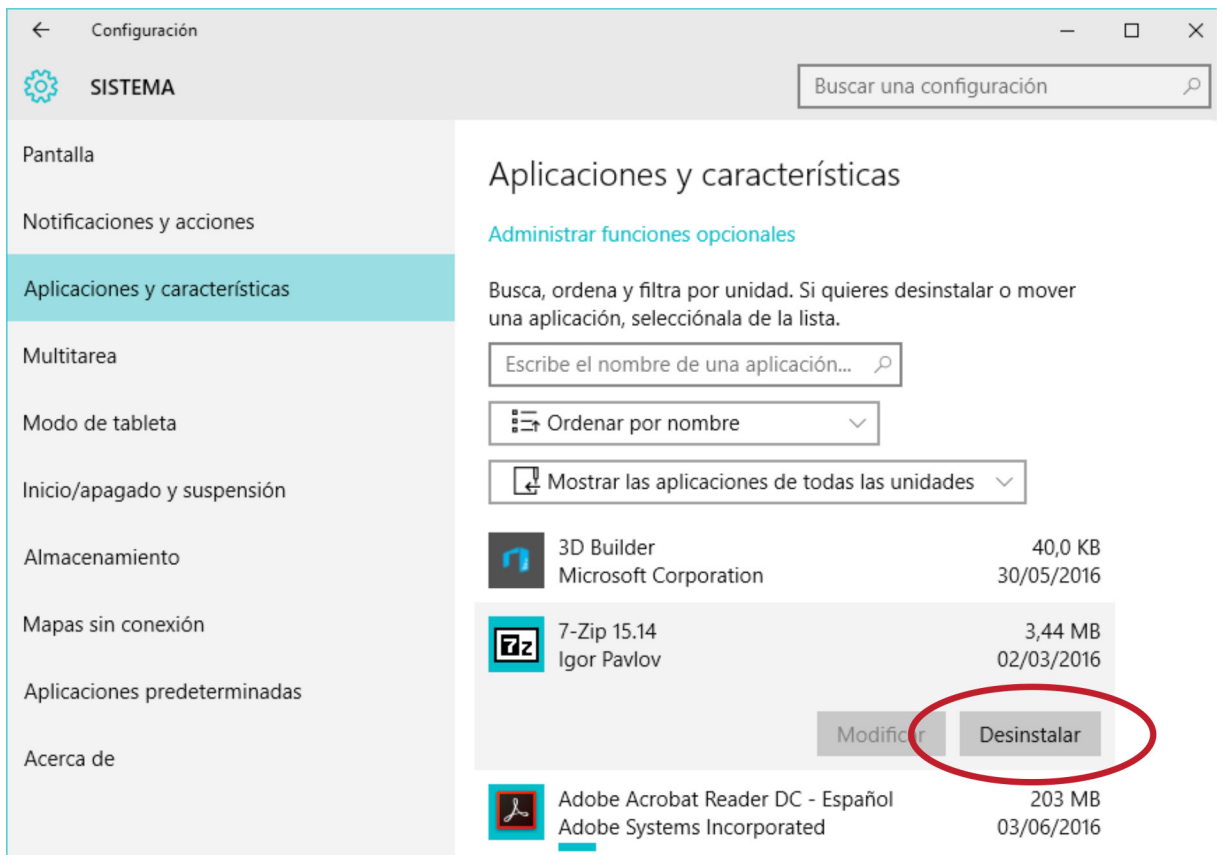 Configuración
SISTEMA
Buscar una configuración
Pantalla
Notificaciones y acciones
Aplicaciones y características
Multitarea
Modo de tableta
Inicio/apagado y suspensión
Almacenamiento
Mapas sin conexión
Aplicaciones predeterminadas
Acerca de
Aplicaciones y características
Administrar funciones opcionales
Busca, ordena y filtra por unidad. Si quieres desinstalar o mover
una aplicación, selecciónala de la lista.
Escribe el nombre de una aplicación...
Ordenar por nombre
Mostrar las aplicaciones de todas las unidades
3D Builder 40,0 KB
Microsoft Corporation 30/05/2016
7z
7-Zip 15.14 3,44 MB
Igor Pavlov 02/03/2016
Modificar Desinstalar
Adobe Acrobat Reader DC - Español 203 MB
Adobe Systems Incorporated 03/06/2016